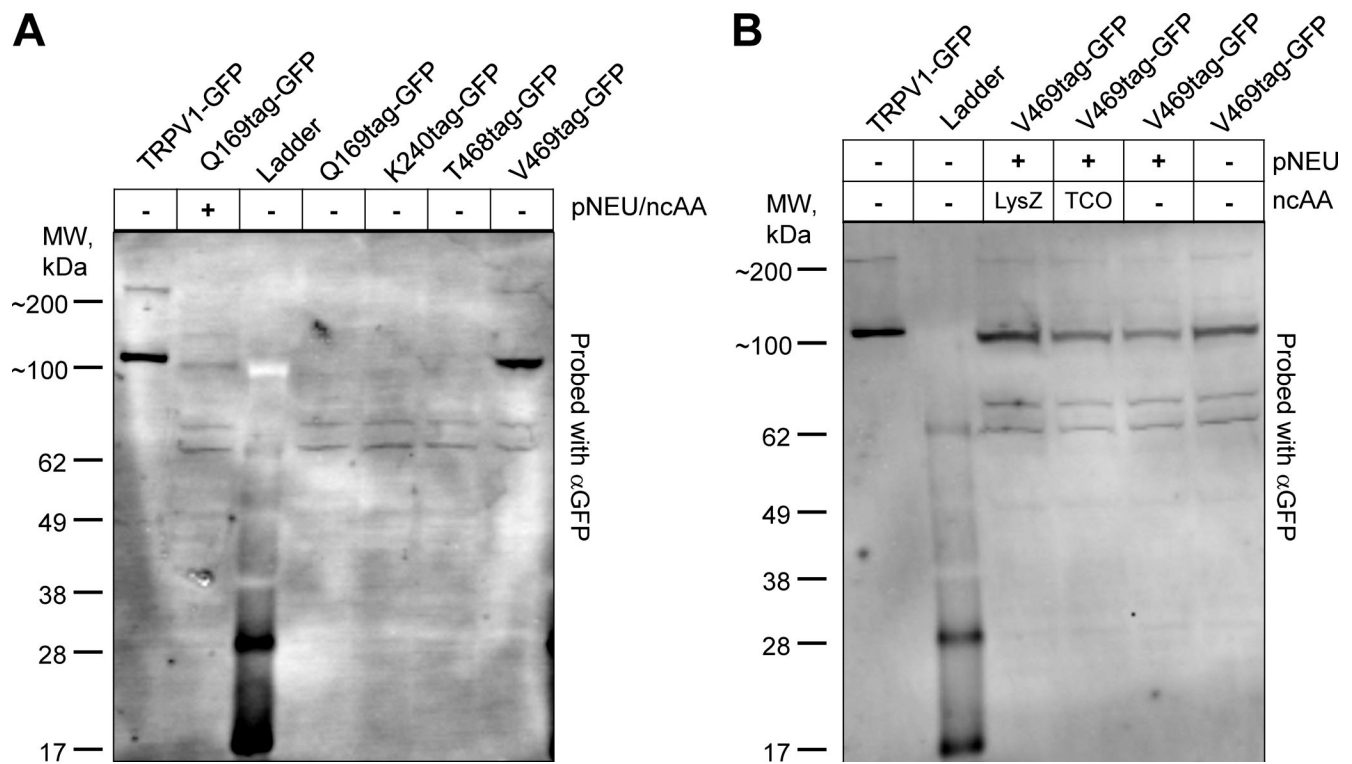 A
TRPV1-GFP
Q169tag-GFP
Ladder
Q169tag-GFP
K240tag-GFP
T468tag-GFP
V469tag-GFP
- + - - - - - pNEU/ncAA
MW,
kDa
~200
~100
62
49
38
28
17
Probed with αGFP
B
TRPV1-GFP
Ladder
V469tag-GFP
V469tag-GFP
V469tag-GFP
V469tag-GFP
- - + + + - pNEU
- - LysZ TCO - - ncAA
MW,
kDa
~200
~100
62
49
38
28
17
Probed with αGFP